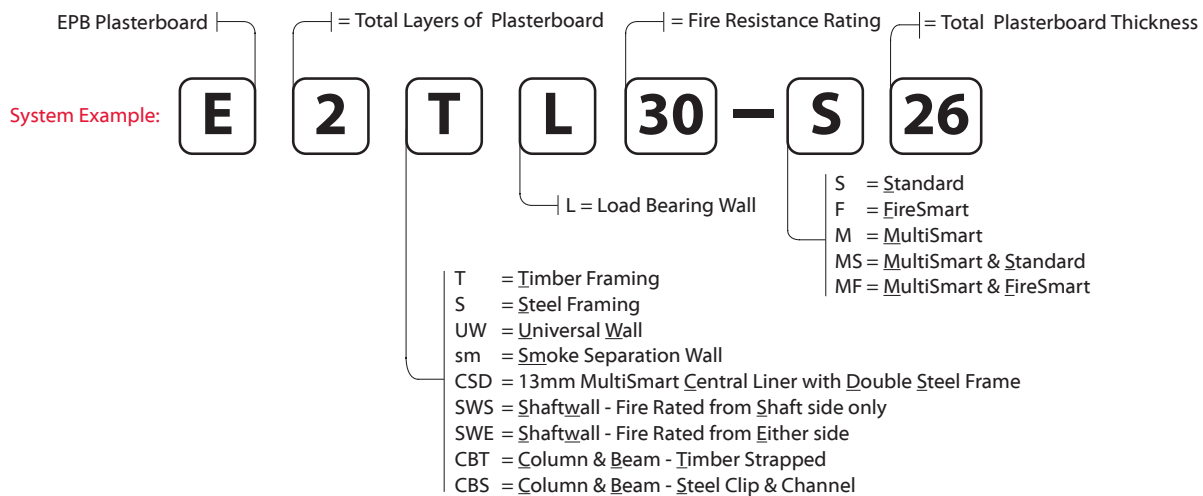 EPB Plasterboard = Total Layers of Plasterboard = Fire Resistance Rating = Total Plasterboard Thickness
System Example: E 2 T L 30 – S 26
L = Load Bearing Wall
S = Standard
F = FireSmart
M = MultiSmart
MS = MultiSmart & Standard
MF = MultiSmart & FireSmart
T = Timber Framing
S = Steel Framing
UW = Universal Wall
sm = Smoke Separation Wall
CSD = 13mm MultiSmart Central Liner with Double Steel Frame
SWS = Shaftwall - Fire Rated from Shaft side only
SWE = Shaftwall - Fire Rated from Either side
CBT = Column & Beam - Timber Strapped
CBS = Column & Beam - Steel Clip & Channel